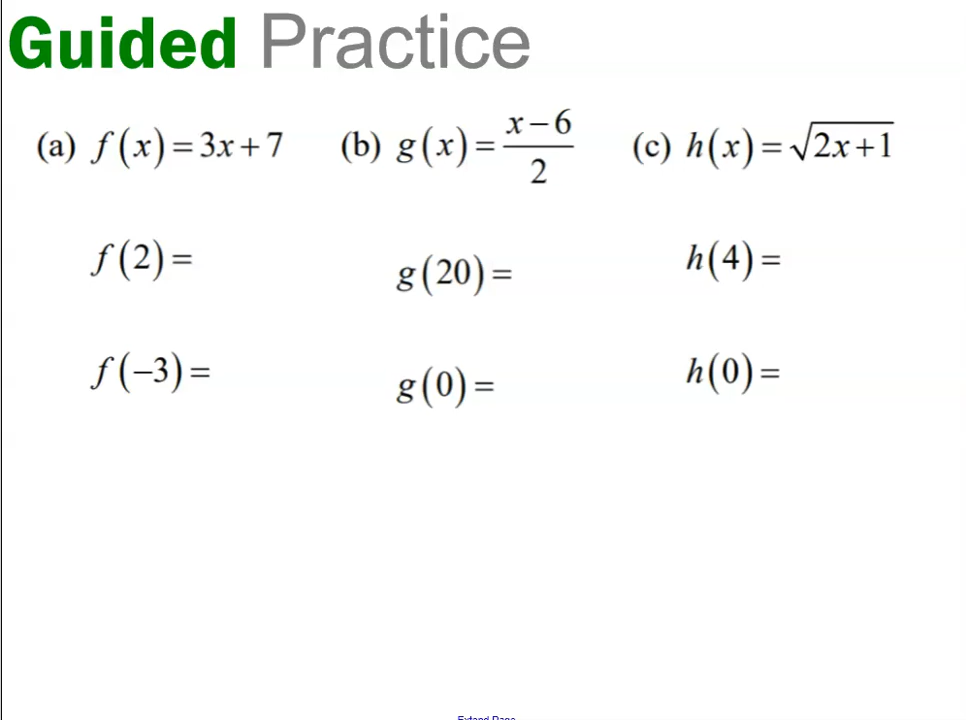 Guided Practice
(a) f(x) = 3x + 7 (b) g(x) = (x − 6)/2 (c) h(x) = √(2x + 1)
f(2) = g(20) = h(4) =
f(−3) = g(0) = h(0) =